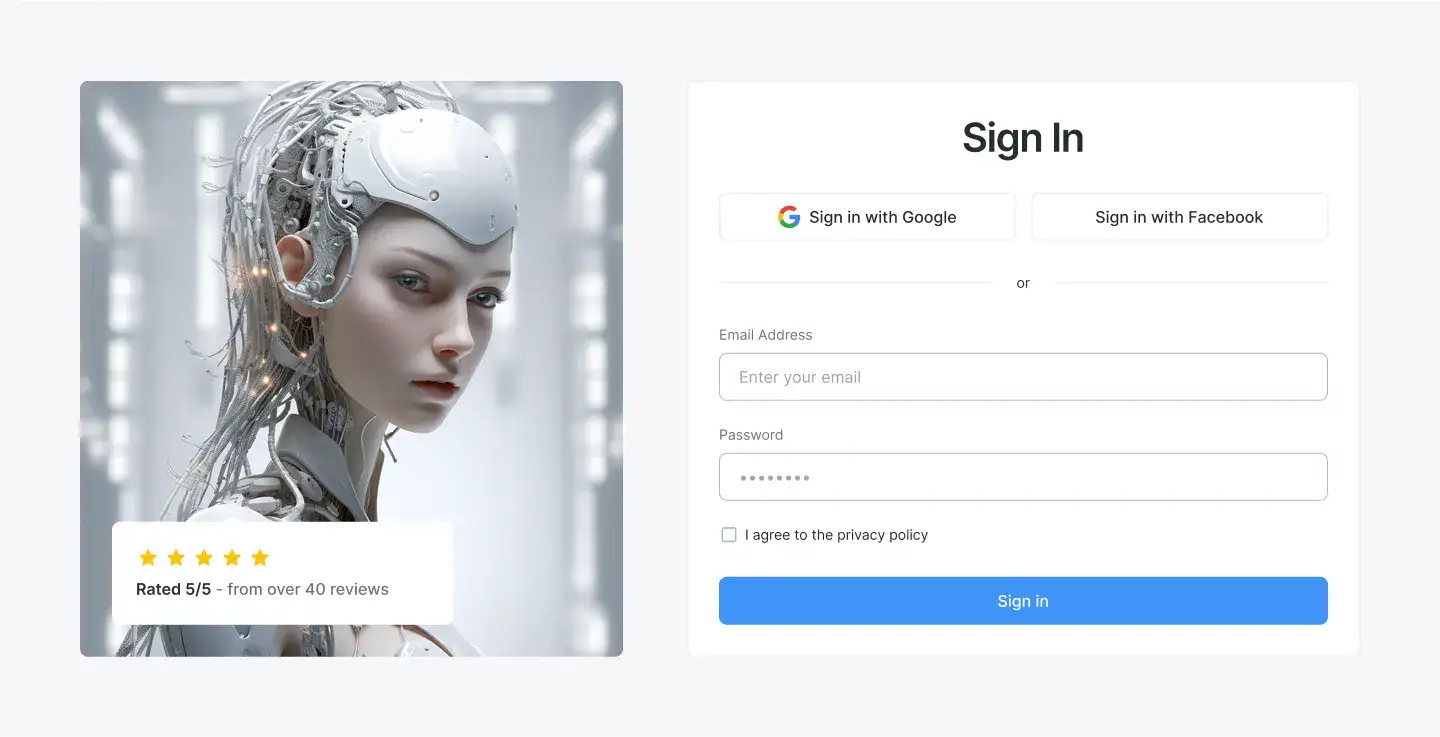 Sign In
Sign in with Google
Sign in with Facebook
or
Email Address
Enter your email
Password
••••••••
I agree to the privacy policy
Sign in
Rated 5/5 - from over 40 reviews